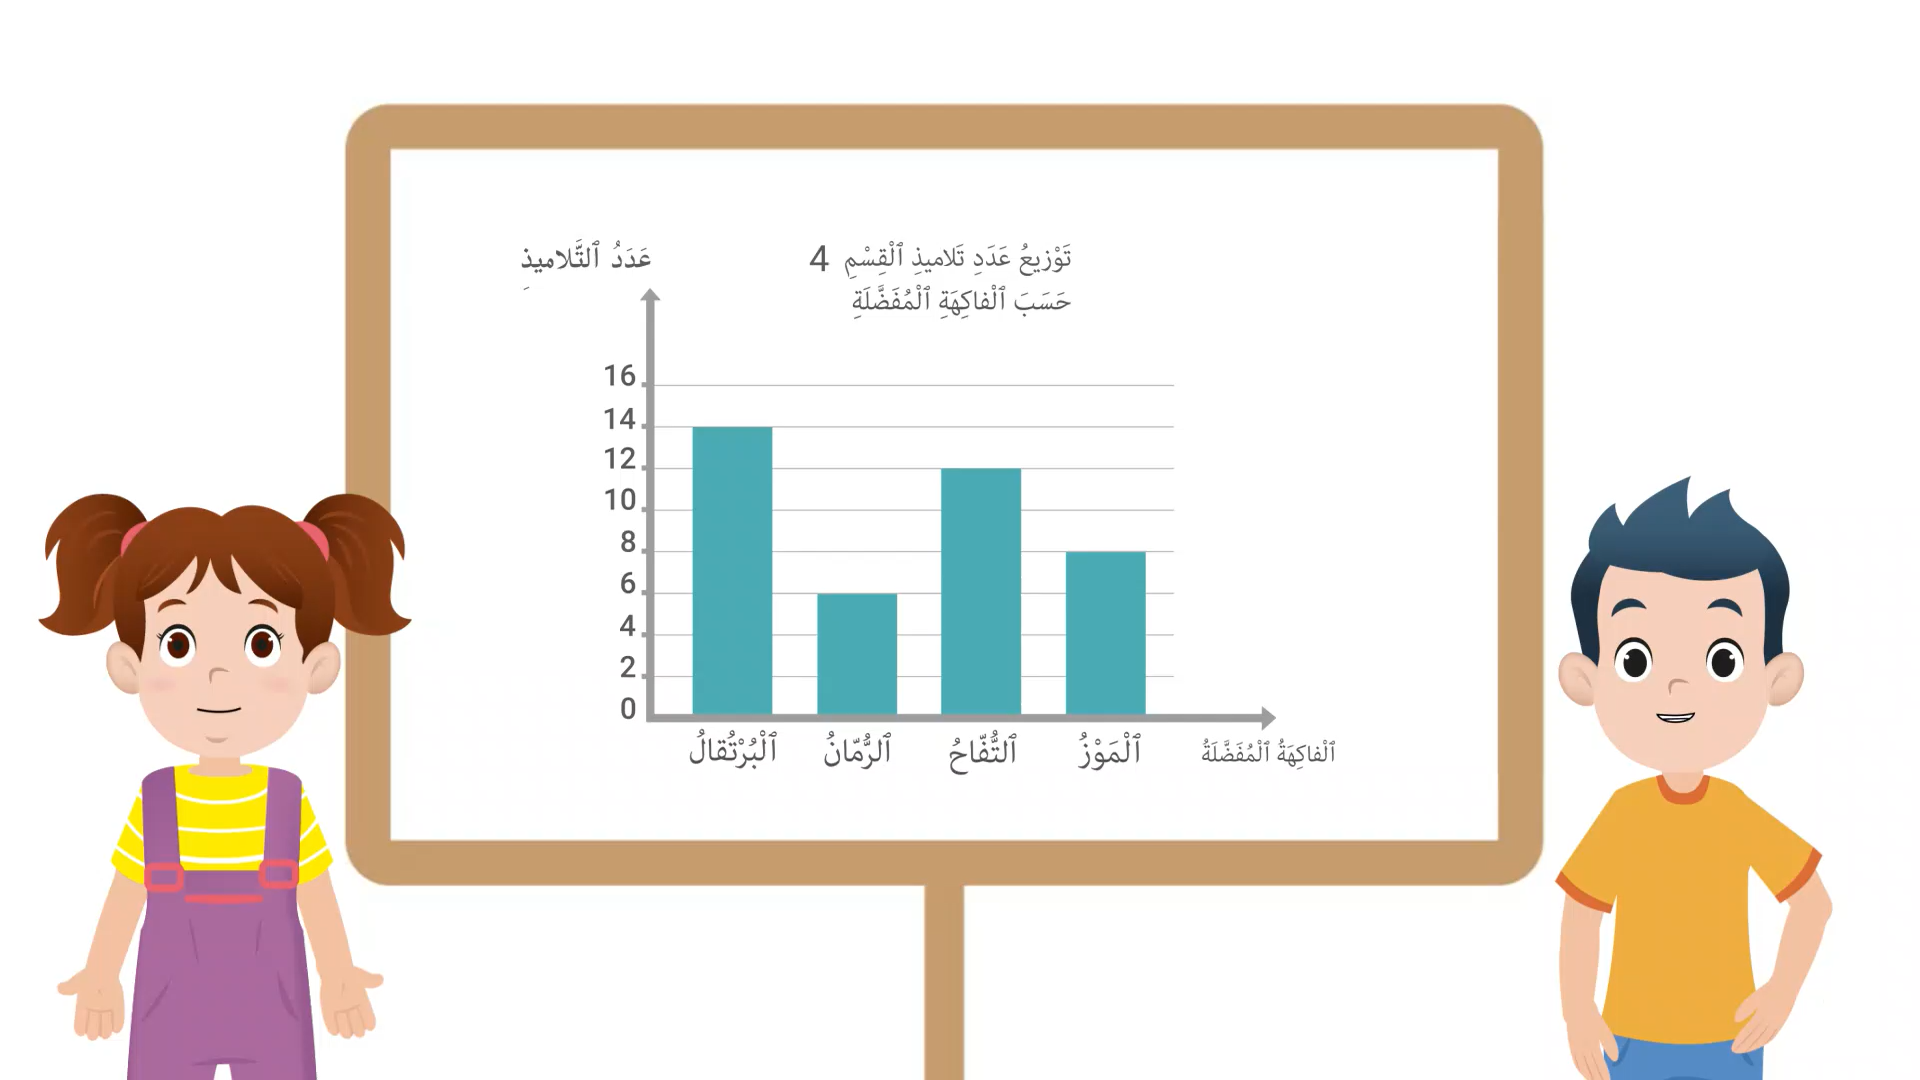 عَدَدُ ٱلتَّلاميذِ
تَوْزيعُ عَدَدِ تَلاميذِ ٱلْقِسْمِ 4
حَسَبَ ٱلْفاكِهَةِ ٱلْمُفَضَّلَةِ
16
14
12
10
8
6
4
2
0
ٱلْبُرْتُقالُ
ٱلرُّمّانُ
ٱلتُّفّاحُ
ٱلْمَوْزُ
ٱلْفاكِهَةُ ٱلْمُفَضَّلَةُ